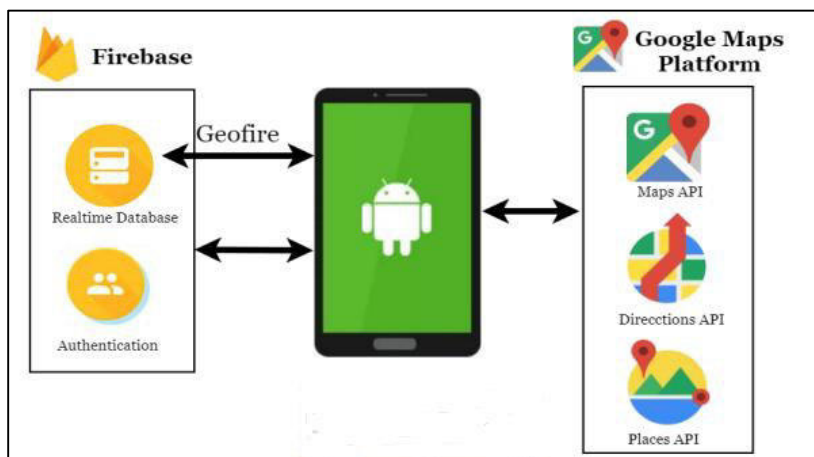 Firebase
Geofire
Realtime Database
Authentication
Google Maps
Platform
G
G
Maps API
Direcctions API
Places API